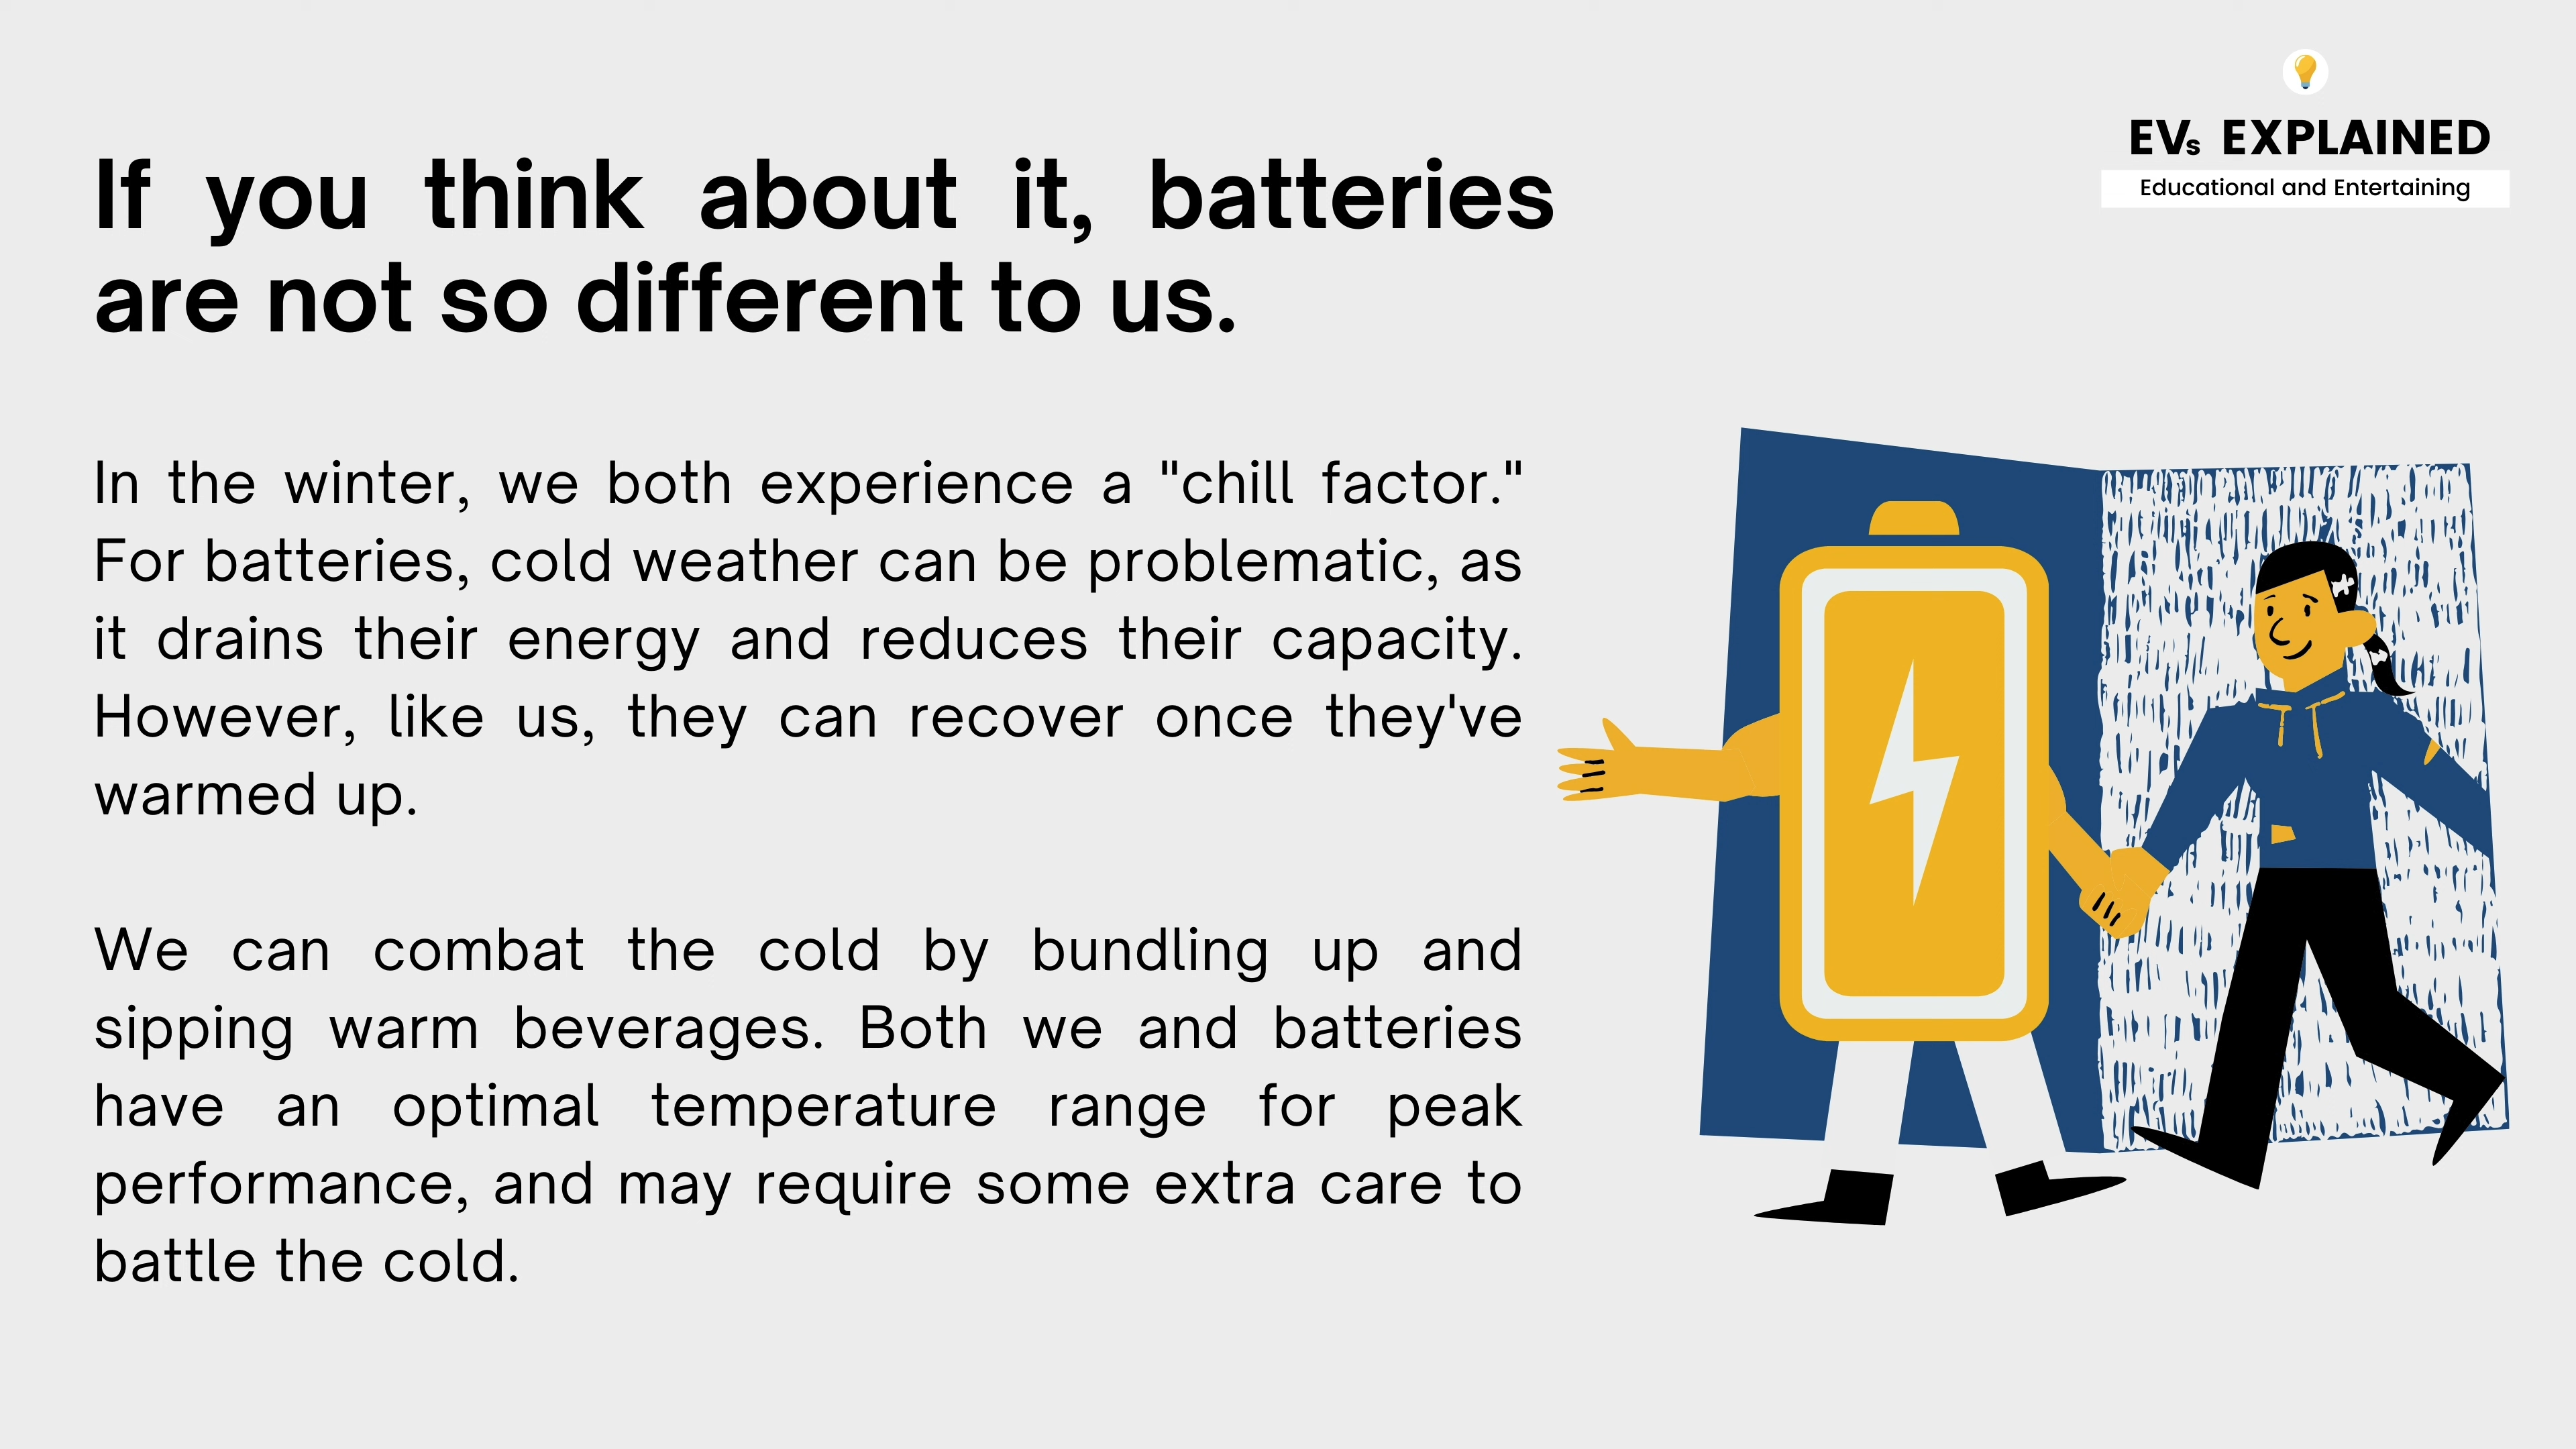 EVs EXPLAINED
Educational and Entertaining
If you think about it, batteries
are not so different to us.
In the winter, we both experience a "chill factor."
For batteries, cold weather can be problematic, as
it drains their energy and reduces their capacity.
However, like us, they can recover once they've
warmed up.
We can combat the cold by bundling up and
sipping warm beverages. Both we and batteries
have an optimal temperature range for peak
performance, and may require some extra care to
battle the cold.